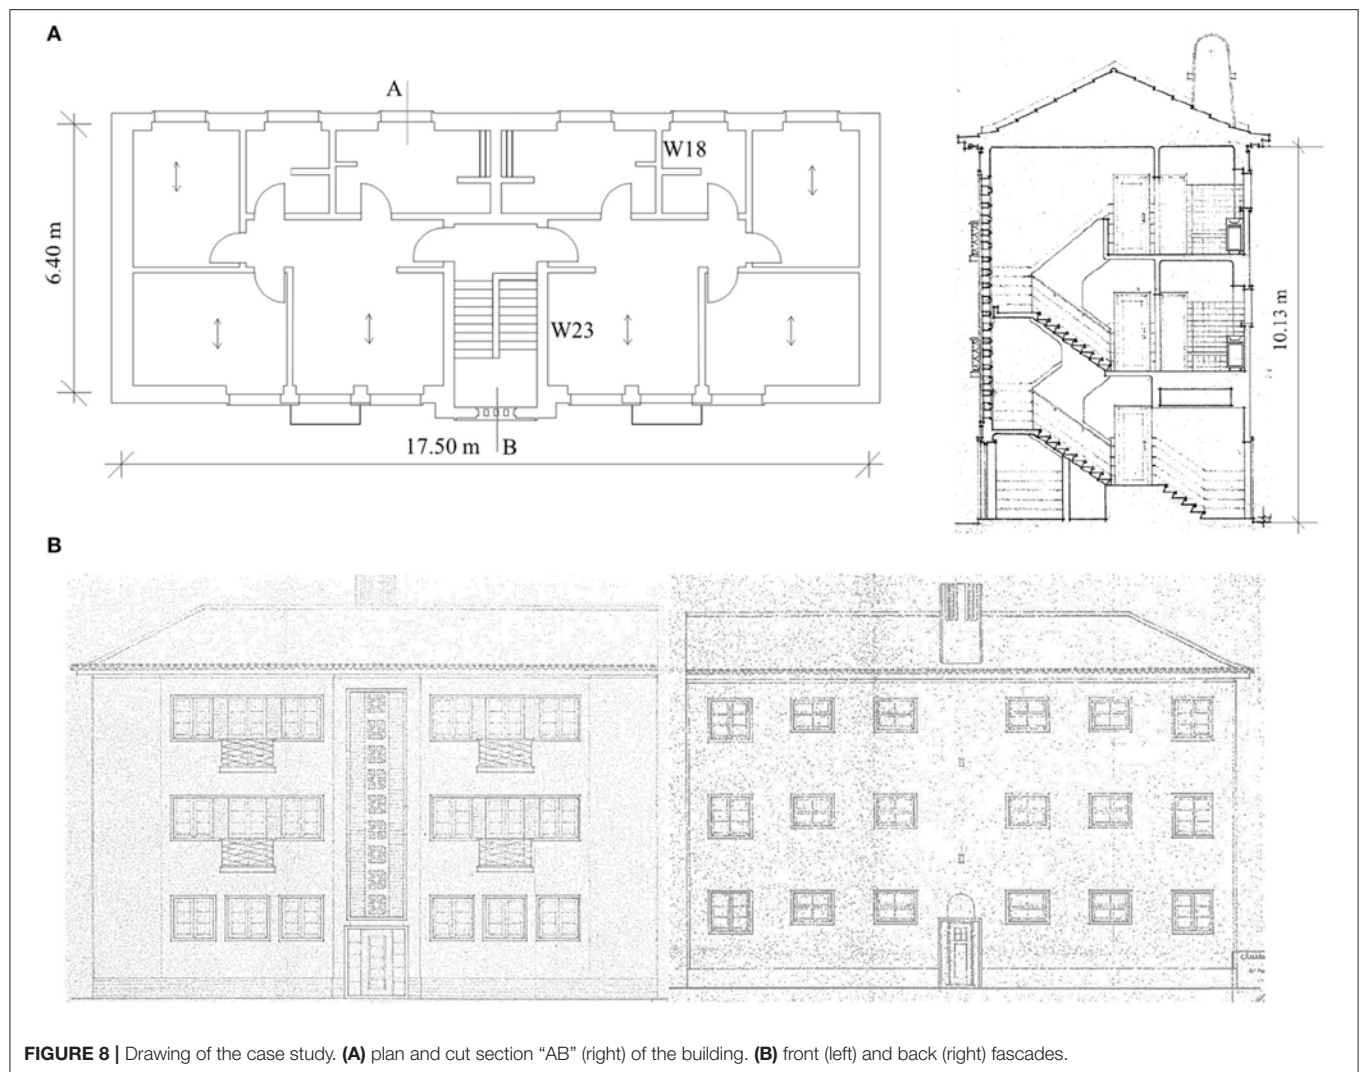 A
A
W18
6.40 m
W23
10.13 m
17.50 m
B
B
FIGURE 8 | Drawing of the case study. (A) plan and cut section “AB” (right) of the building. (B) front (left) and back (right) fascades.